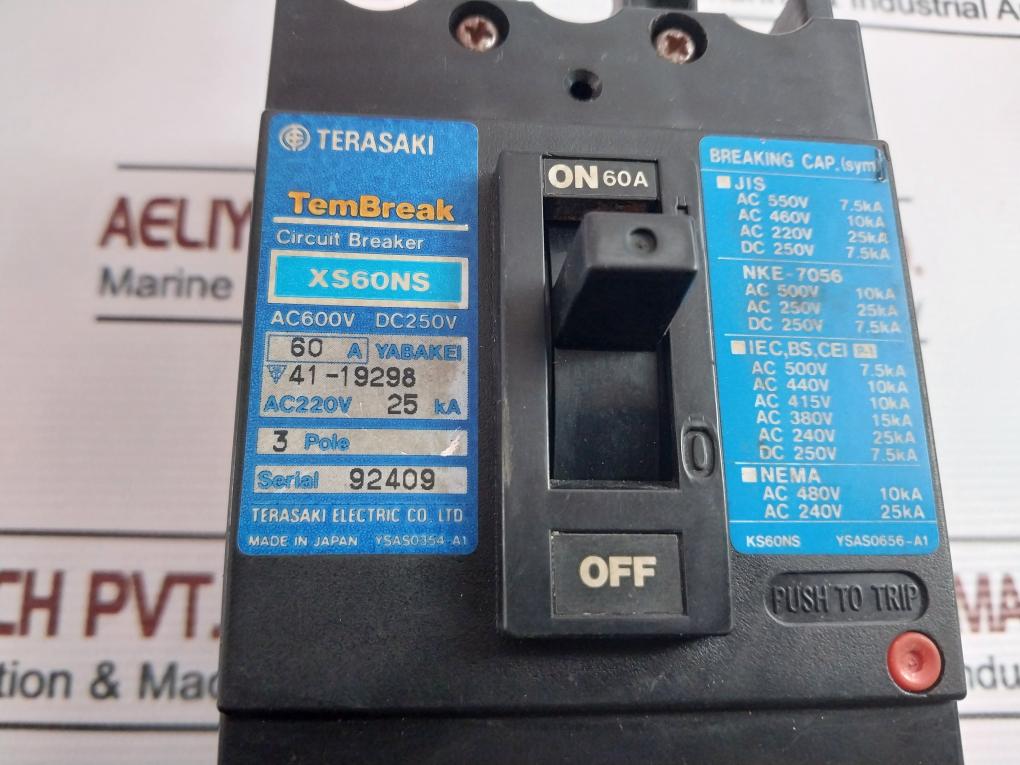 Industrial
TERASAKI
TemBreak
Circuit Breaker
XS60NS
AC600V DC250V
60 A YABAKEI
41-19298
AC220V 25 kA
3 Pole
Serial 92409
TERASAKI ELECTRIC CO. LTD
MADE IN JAPAN YSAS0354-A1
ON 60A
I
O
OFF
BREAKING CAP.(sym)
JIS
AC 550V 7.5kA
AC 460V 10kA
AC 220V 25kA
DC 250V 7.5kA
NKE-7056
AC 500V 10kA
AC 250V 25kA
DC 250V 7.5kA
IEC,BS,CEI P-1
AC 500V 7.5kA
AC 440V 10kA
AC 415V 10kA
AC 380V 15kA
AC 240V 25kA
DC 250V 7.5kA
NEMA
AC 480V 10kA
AC 240V 25kA
KS60NS YSAS0656-A1
PUSH TO TRIP
AELIY
Marine
CH PVT.
tion & Mac
MA
ndus